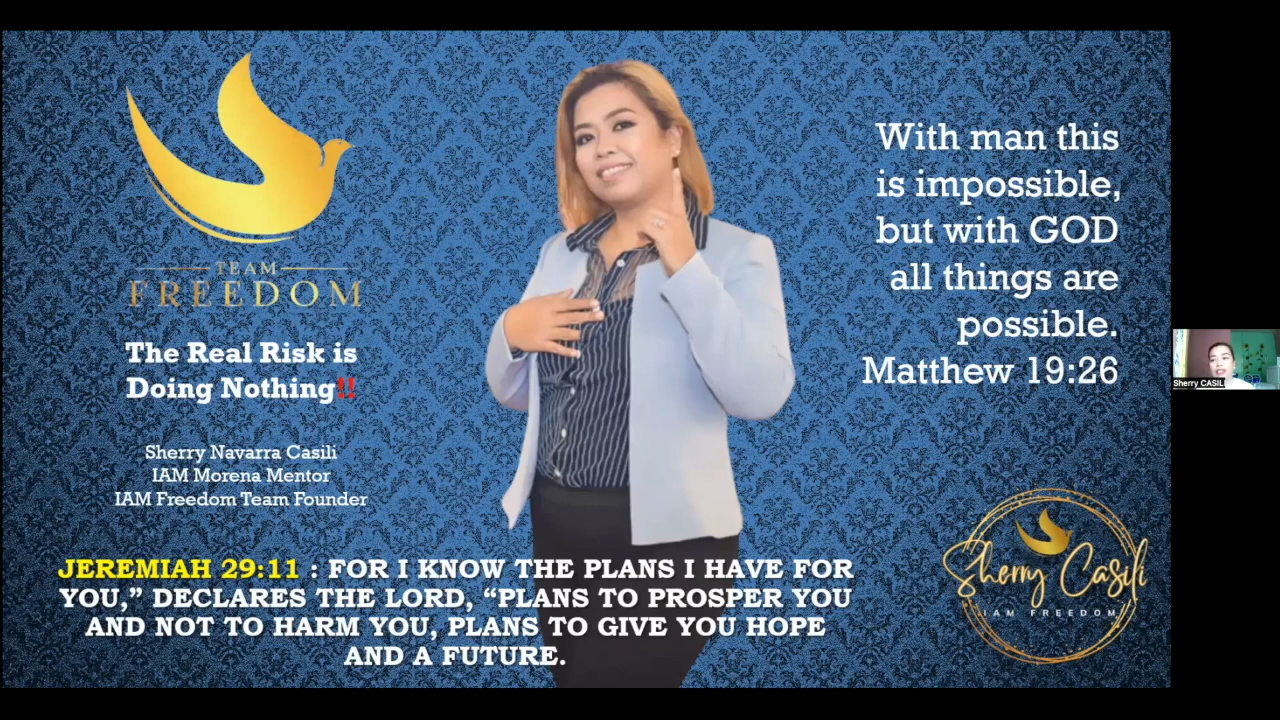 TEAM
FREEDOM
The Real Risk is
Doing Nothing!!
Sherry Navarra Casili
IAM Morena Mentor
IAM Freedom Team Founder
With man this
is impossible,
but with GOD
all things are
possible.
Matthew 19:26
JEREMIAH 29:11 : FOR I KNOW THE PLANS I HAVE FOR
YOU,” DECLARES THE LORD, “PLANS TO PROSPER YOU
AND NOT TO HARM YOU, PLANS TO GIVE YOU HOPE
AND A FUTURE.
Sherry Casili
IAM FREEDOM
Sherry CASILI